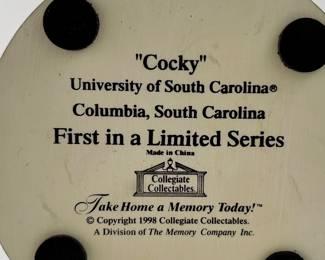 "Cocky"
University of South Carolina®
Columbia, South Carolina
First in a Limited Series
Made in China
Collegiate
Collectables.
Take Home a Memory Today!™
© Copyright 1998 Collegiate Collectables.
A Division of The Memory Company Inc.